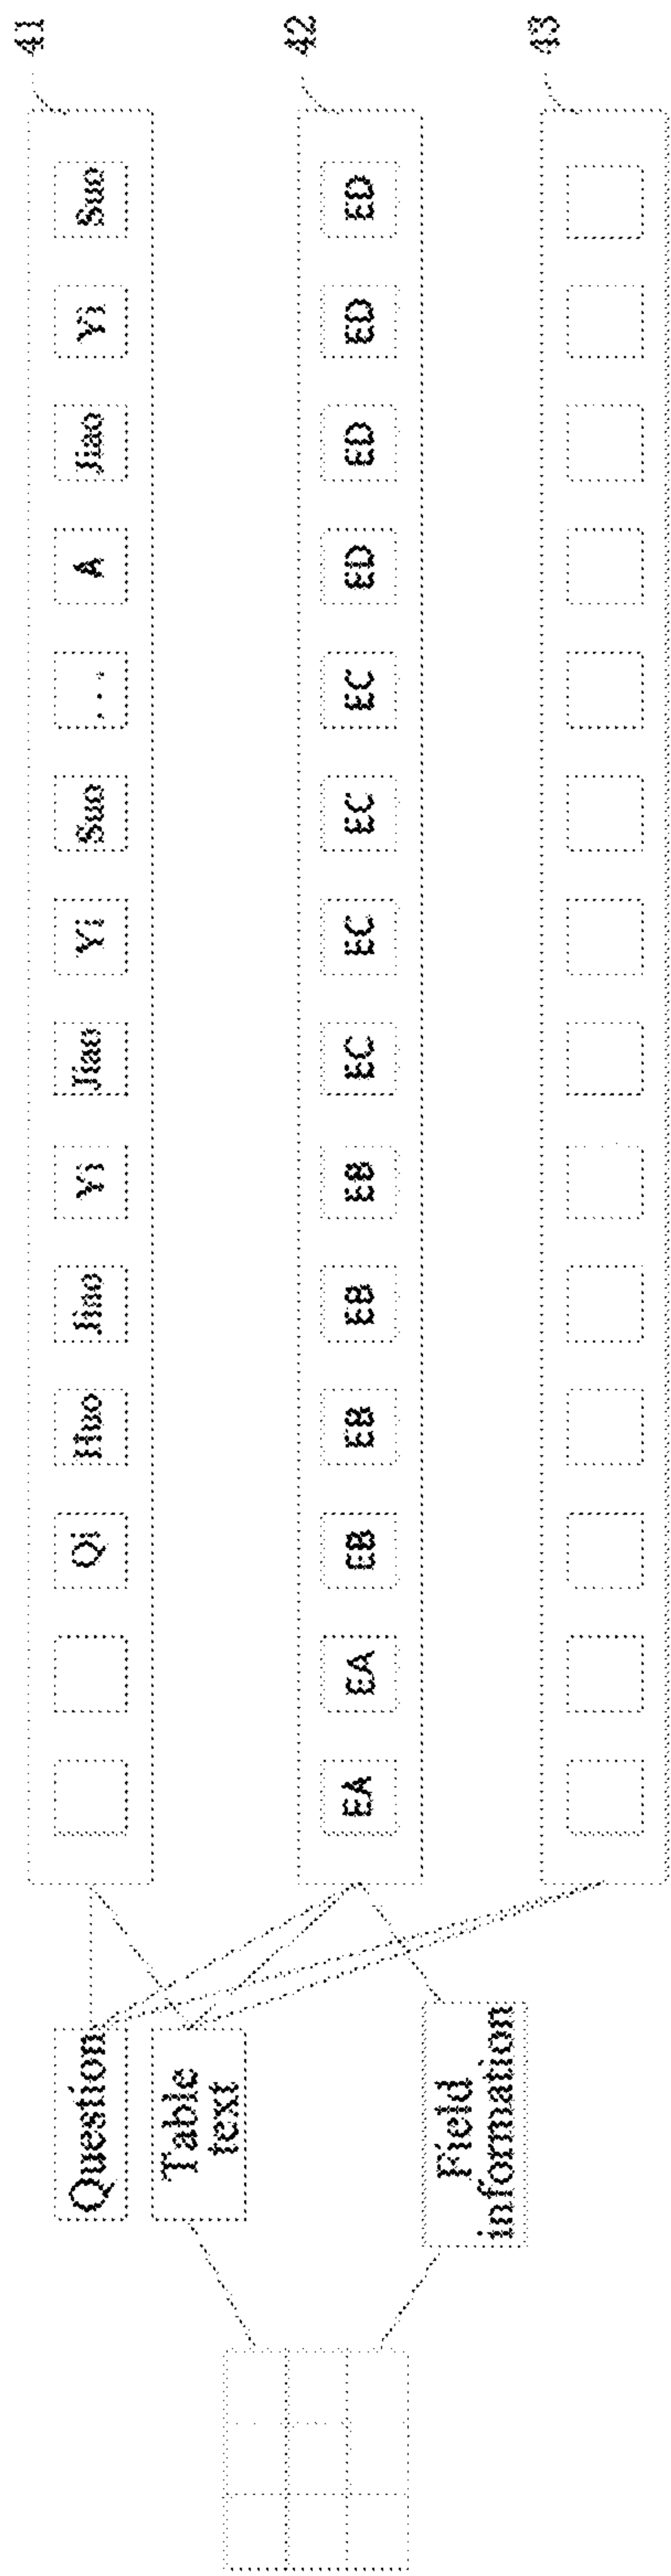 Question
Table
text
Field
information
Qi Huo Jiao Yi Jiao Yi Suo ... A Jiao Yi Suo
41
EA EA EB EB EB EB EC EC EC EC ED ED ED ED
42
43